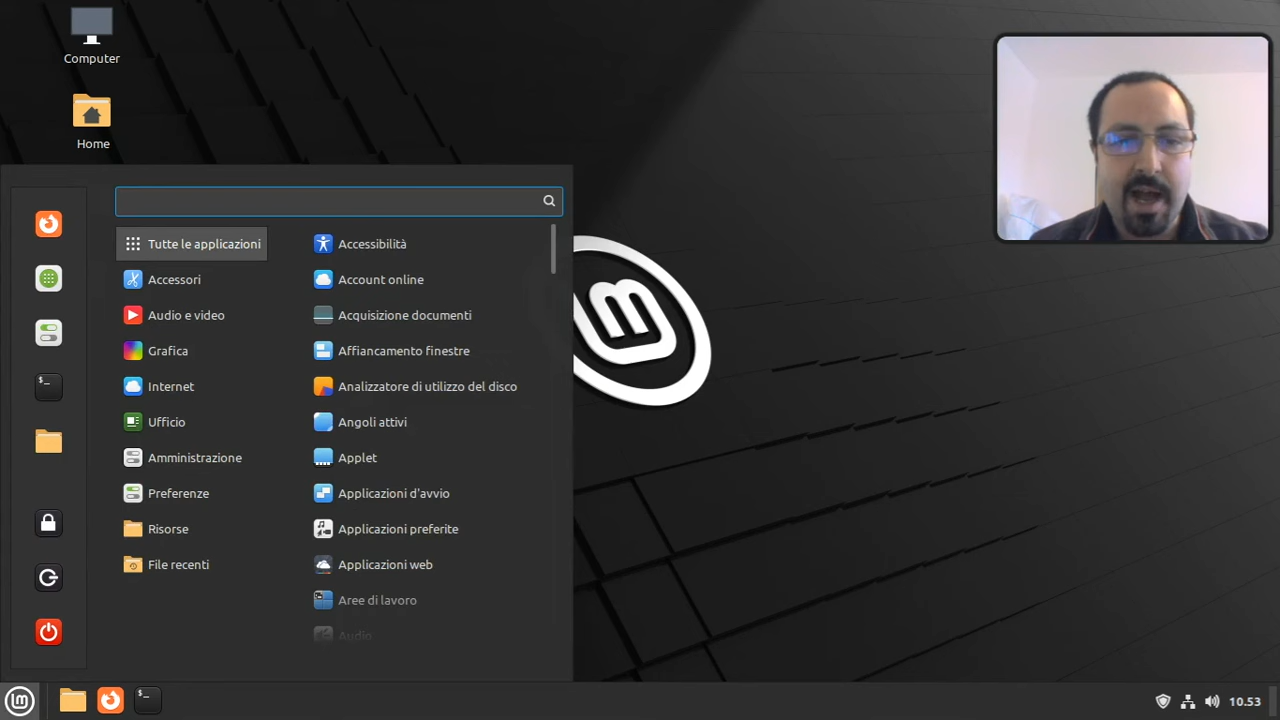 Computer
Home
Tutte le applicazioni
Accessori
Audio e video
Grafica
Internet
Ufficio
Amministrazione
Preferenze
Risorse
File recenti
Accessibilità
Account online
Acquisizione documenti
Affiancamento finestre
Analizzatore di utilizzo del disco
Angoli attivi
Applet
Applicazioni d'avvio
Applicazioni preferite
Applicazioni web
Aree di lavoro
Audio
10.53